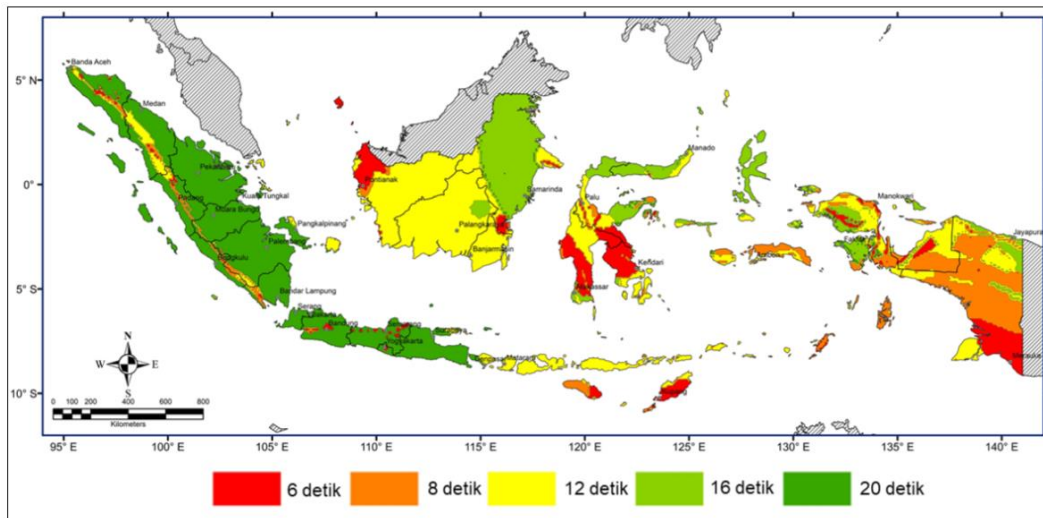 Banda Aceh
5° N
Medan
Manado
Pekanbaru
Pontianak
Samarinda
0°
Kuala Tungkal
Palu
Manokwari
Padang
Muara Bungo
Pangkalpinang
Palangkaraya
Jayapura
Palembang
Banjarmasin
Bengkulu
Kendari
Ambon
Makassar
5° S
Bandar Lampung
Serang
Jakarta
Bandung
Semarang
Surabaya
Yogyakarta
Denpasar
Mataram
Merauke
N
W E
S
10° S
Kupang
0 100 200 400 600 800
Kilometers
95° E 100° E 105° E 110° E 115° E 120° E 125° E 130° E 135° E 140° E
6 detik 8 detik 12 detik 16 detik 20 detik